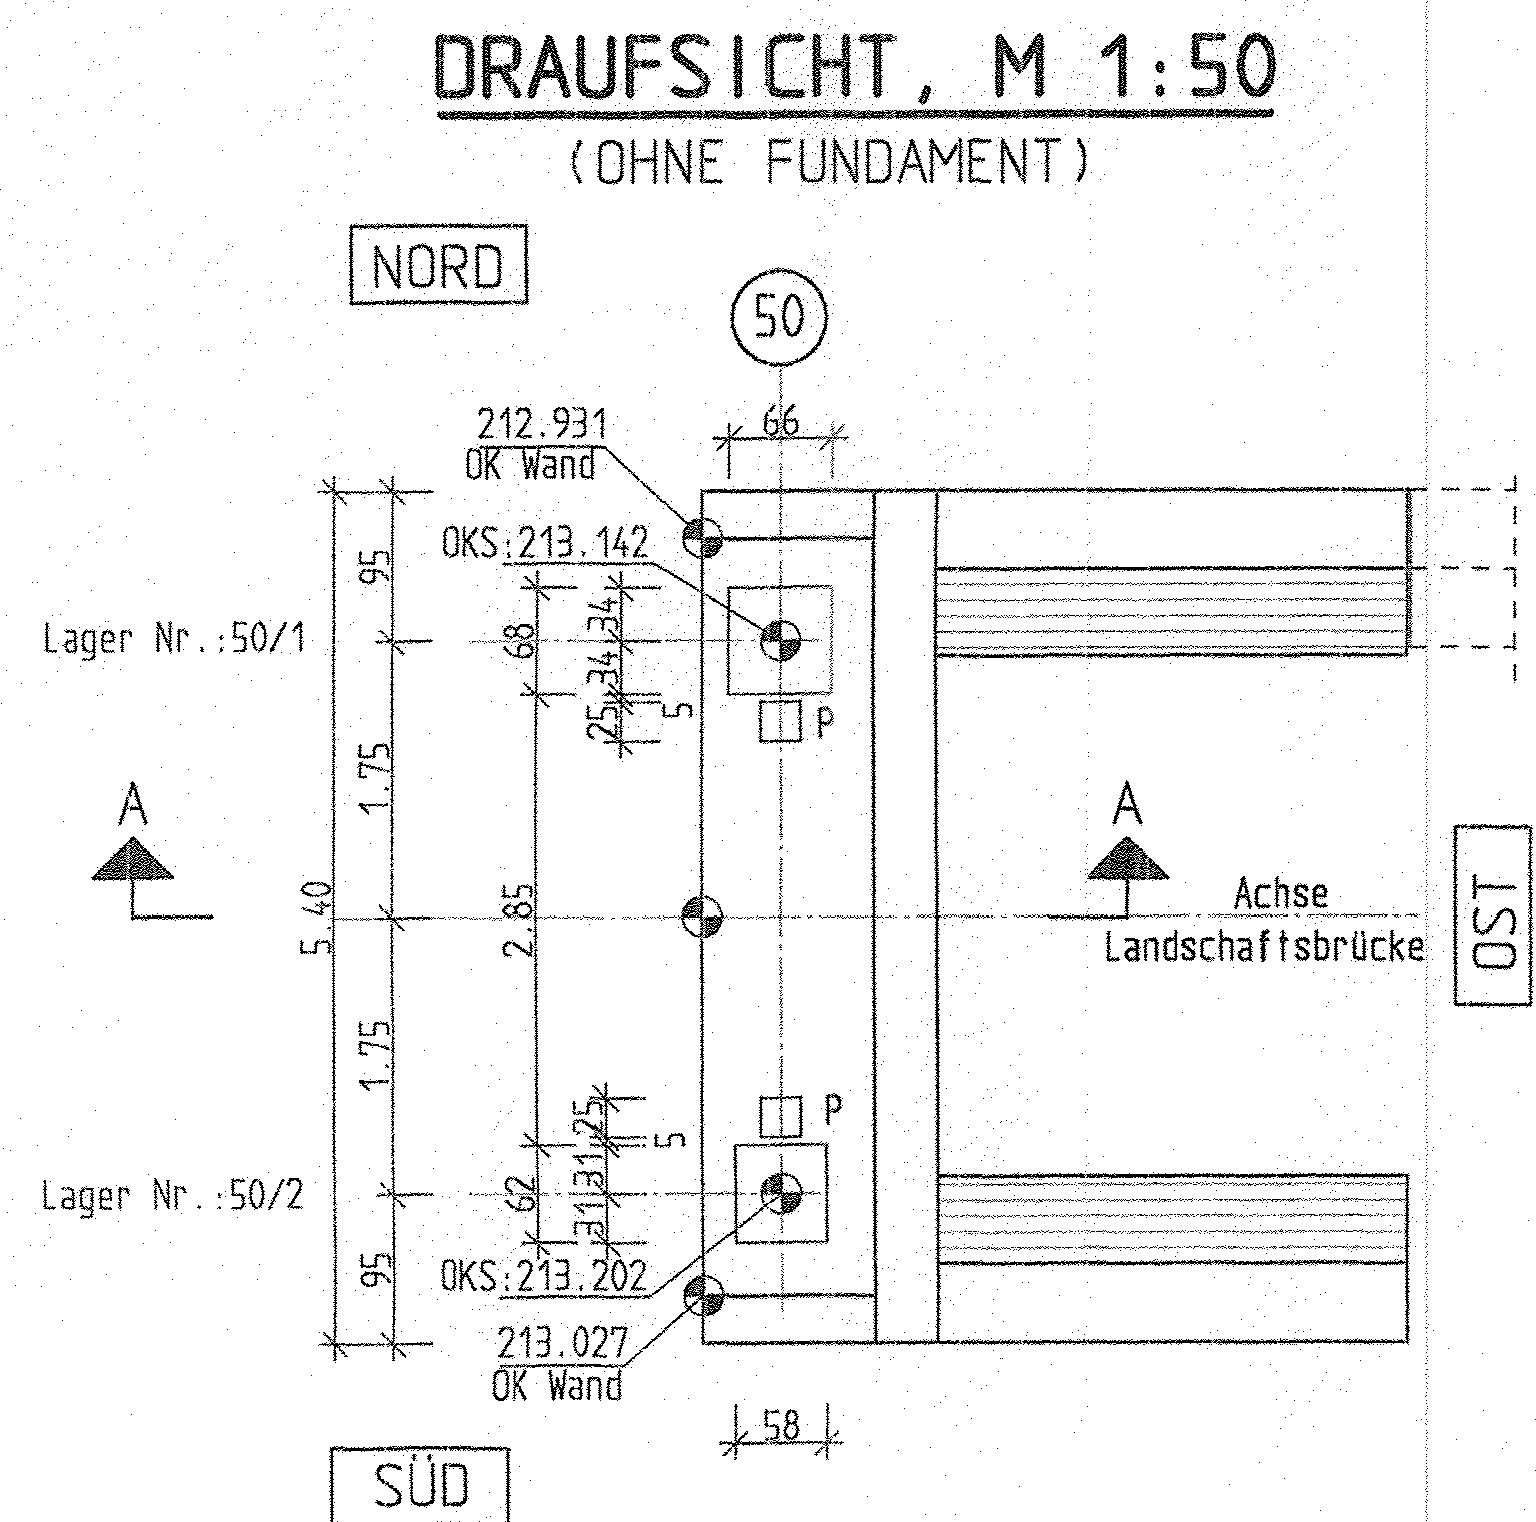 DRAUFSICHT, M 1:50
(OHNE FUNDAMENT)
NORD
50
66
212.931
OK Wand
OKS:213.142
95
34
68
Lager Nr.:50/1
34
25
5
P
1.75
A
A
5.40
2.85
Achse
Landschaftsbrücke
OST
1.75
25
P
5
31
62
Lager Nr.:50/2
31
95
OKS:213.202
213.027
OK Wand
58
SÜD